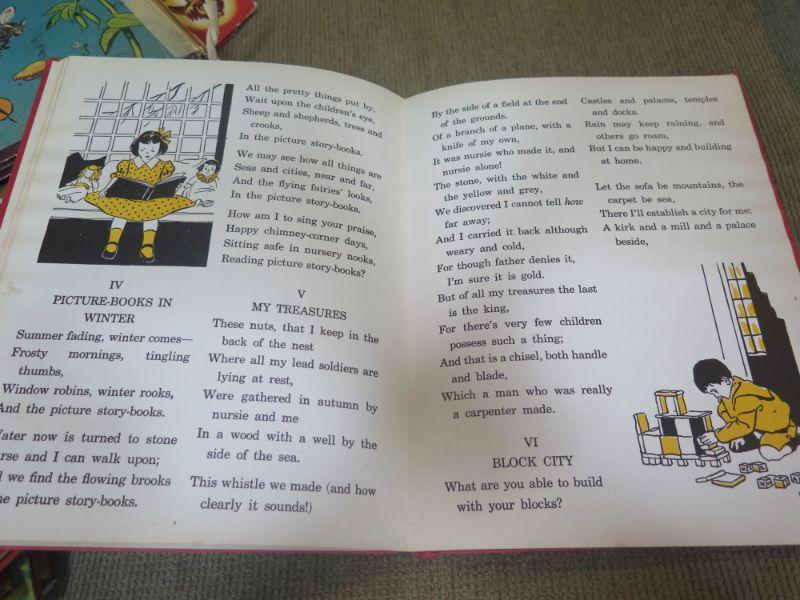 IV
PICTURE-BOOKS IN
WINTER
Summer fading, winter comes—
Frosty mornings, tingling
thumbs,
Window robins, winter rooks,
And the picture story-books.
Water now is turned to stone
rse and I can walk upon;
we find the flowing brooks
picture story-books.
All the pretty things put by,
Wait upon the children's eye,
Sheep and shepherds, trees and
crooks,
In the picture story-books.
We may see how all things are
Seas and cities, near and far,
And the flying fairies' looks,
In the picture story-books.
How am I to sing your praise,
Happy chimney-corner days,
Sitting safe in nursery nooks,
Reading picture story-books?
V
MY TREASURES
These nuts, that I keep in the
back of the nest
Where all my lead soldiers are
lying at rest,
Were gathered in autumn by
nursie and me
In a wood with a well by the
side of the sea.
This whistle we made (and how
clearly it sounds!)
By the side of a field at the end
of the grounds.
Of a branch of a plane, with a
knife of my own,
It was nursie who made it, and
nursie alone!
The stone, with the white and
the yellow and grey,
We discovered I cannot tell how
far away;
And I carried it back although
weary and cold,
For though father denies it,
I'm sure it is gold.
But of all my treasures the last
is the king,
For there's very few children
possess such a thing;
And that is a chisel, both handle
and blade,
Which a man who was really
a carpenter made.
VI
BLOCK CITY
What are you able to build
with your blocks?
Castles and palaces, temples
and docks.
Rain may keep raining, and
others go roam,
But I can be happy and building
at home.
Let the sofa be mountains, the
carpet be sea,
There I'll establish a city for me:
A kirk and a mill and a palace
beside,